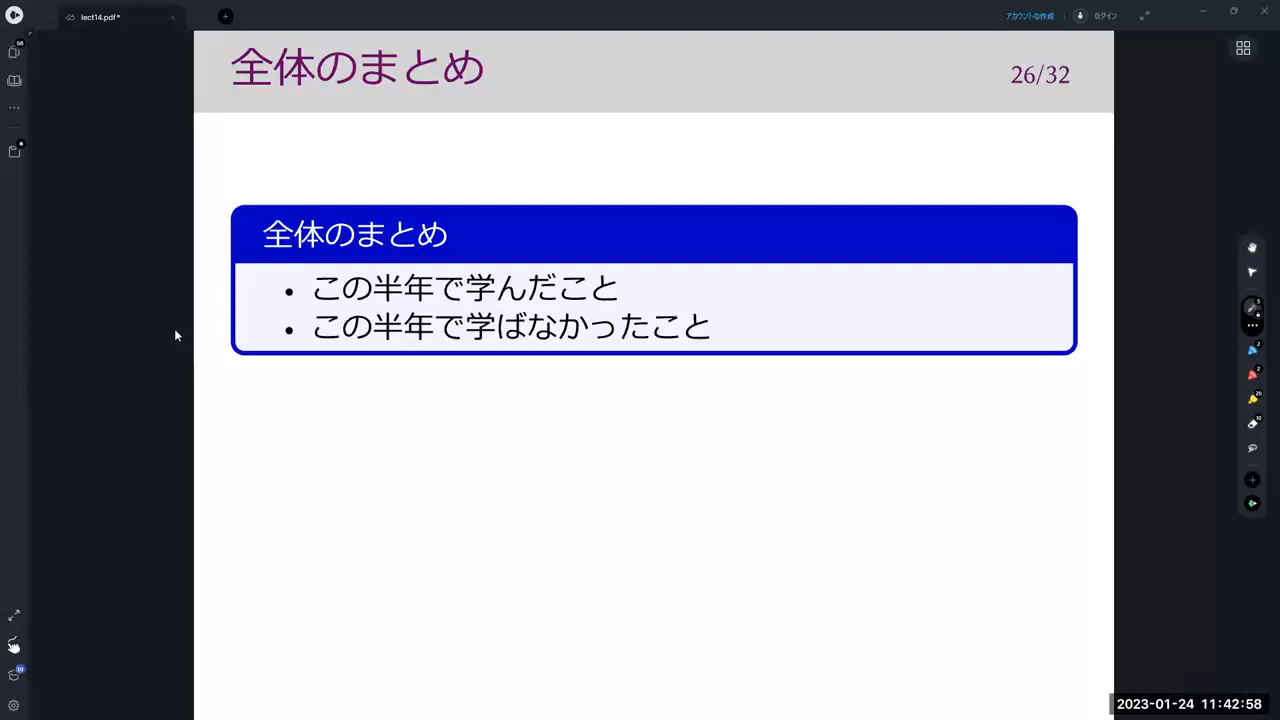 lect14.pdf*
アカウントの作成
ログイン
全体のまとめ
26/32
全体のまとめ
• この半年で学んだこと
• この半年で学ばなかったこと
2023-01-24 11:42:58